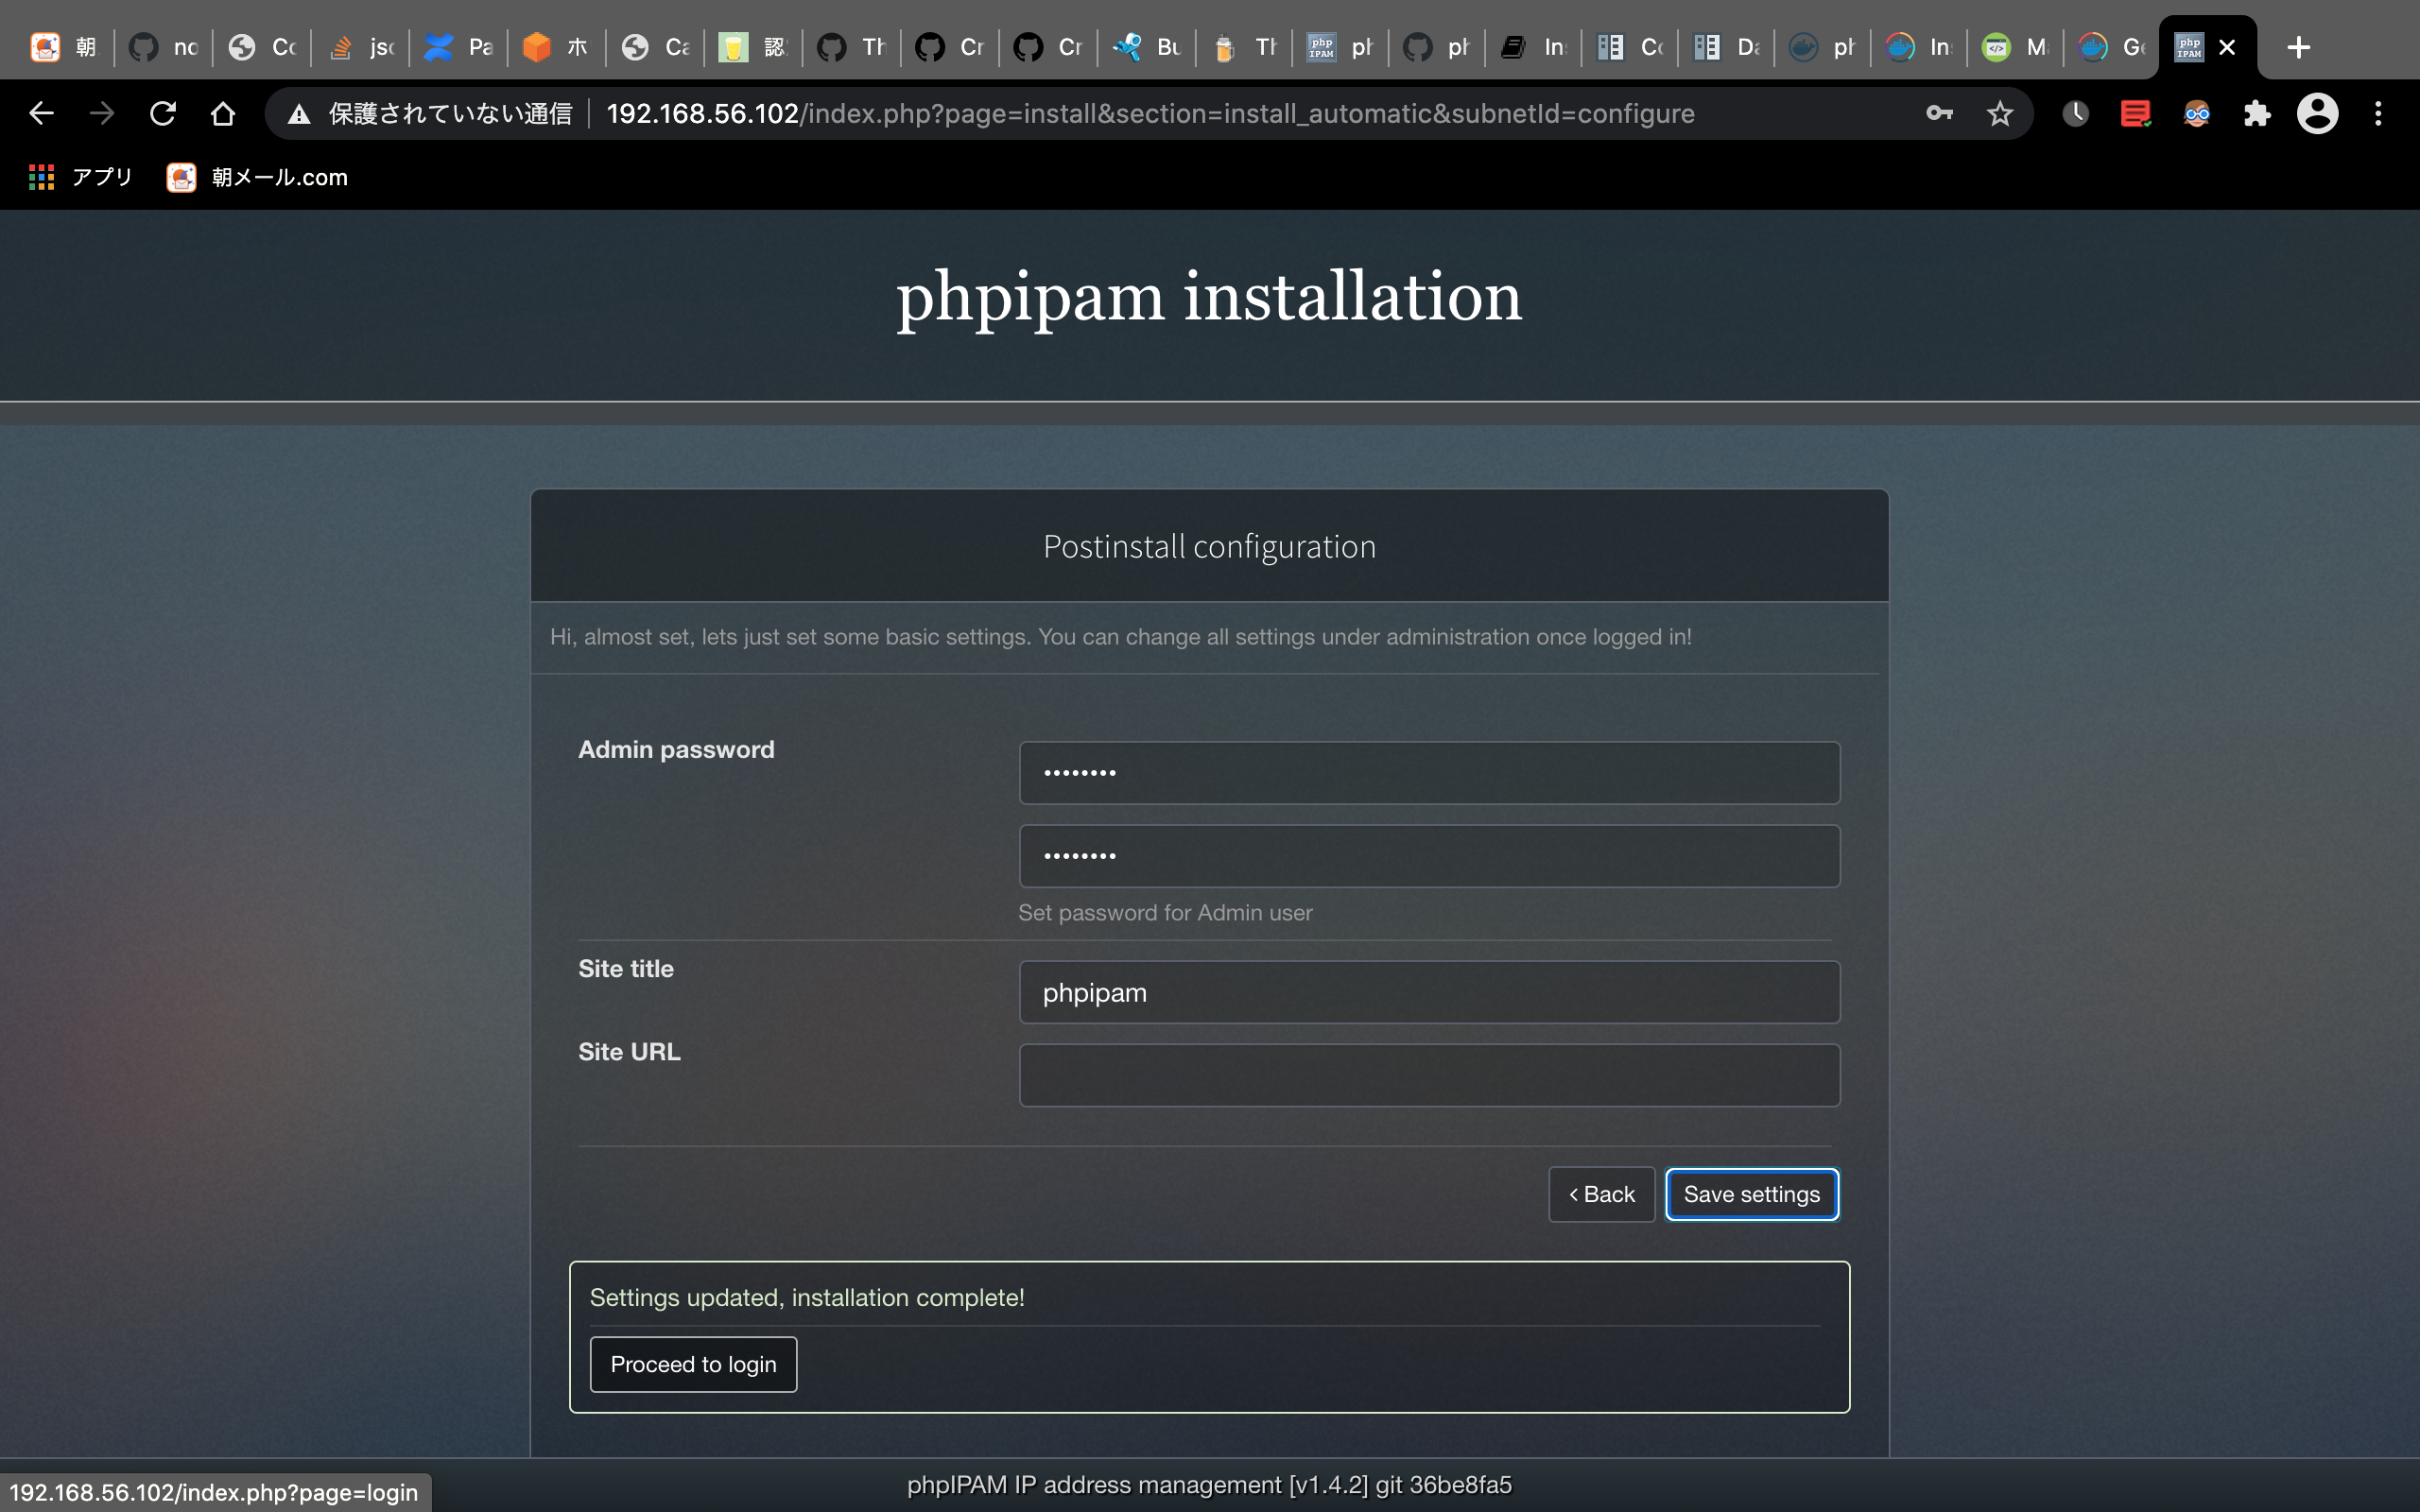 朝 nc Cc jsc Pa ホ Ca 認 Th Cr Cr Bu Th ph ph In Cc Da ph In M Ge
保護されていない通信 192.168.56.102/index.php?page=install&section=install_automatic&subnetId=configure
アプリ 朝メール.com
phpipam installation
Postinstall configuration
Hi, almost set, lets just set some basic settings. You can change all settings under administration once logged in!
Admin password
Set password for Admin user
Site title
phpipam
Site URL
‹ Back Save settings
Settings updated, installation complete!
Proceed to login
phpIPAM IP address management [v1.4.2] git 36be8fa5
192.168.56.102/index.php?page=login